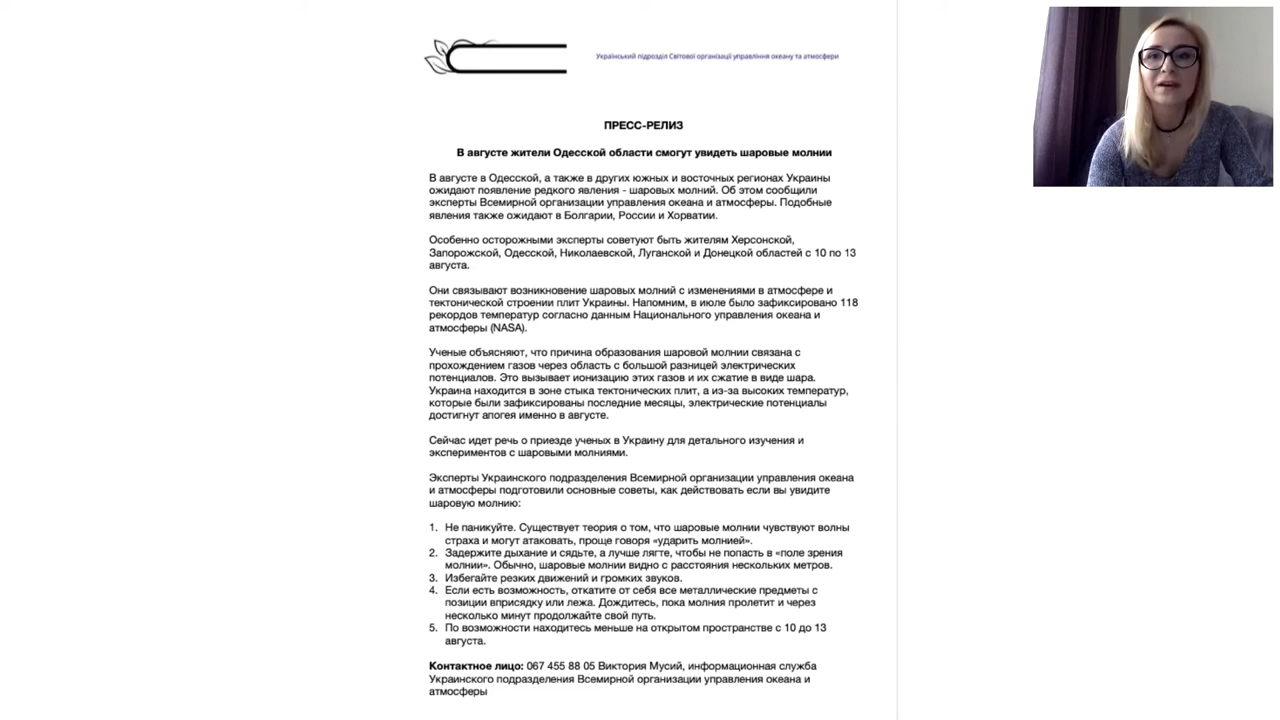 Український підрозділ Світової організації управління океану та атмосфери
ПРЕСС-РЕЛИЗ
В августе жители Одесской области смогут увидеть шаровые молнии
В августе в Одесской, а также в других южных и восточных регионах Украины
ожидают появление редкого явления - шаровых молний. Об этом сообщили
эксперты Всемирной организации управления океана и атмосферы. Подобные
явления также ожидают в Болгарии, России и Хорватии.
Особенно осторожными эксперты советуют быть жителям Херсонской,
Запорожской, Одесской, Николаевской, Луганской и Донецкой областей с 10 по 13
августа.
Они связывают возникновение шаровых молний с изменениями в атмосфере и
тектонической строении плит Украины. Напомним, в июле было зафиксировано 118
рекордов температур согласно данным Национального управления океана и
атмосферы (NASA).
Ученые объясняют, что причина образования шаровой молнии связана с
прохождением газов через область с большой разницей электрических
потенциалов. Это вызывает ионизацию этих газов и их сжатие в виде шара.
Украина находится в зоне стыка тектонических плит, а из-за высоких температур,
которые были зафиксированы последние месяцы, электрические потенциалы
достигнут апогея именно в августе.
Сейчас идет речь о приезде ученых в Украину для детального изучения и
экспериментов с шаровыми молниями.
Эксперты Украинского подразделения Всемирной организации управления океана
и атмосферы подготовили основные советы, как действовать если вы увидите
шаровую молнию:
1. Не паникуйте. Существует теория о том, что шаровые молнии чувствуют волны
страха и могут атаковать, проще говоря «ударить молнией».
2. Задержите дыхание и сядьте, а лучше лягте, чтобы не попасть в «поле зрения
молнии». Обычно, шаровые молнии видно с расстояния нескольких метров.
3. Избегайте резких движений и громких звуков.
4. Если есть возможность, откатите от себя все металлические предметы с
позиции вприсядку или лежа. Дождитесь, пока молния пролетит и через
несколько минут продолжайте свой путь.
5. По возможности находитесь меньше на открытом пространстве с 10 до 13
августа.
Контактное лицо: 067 455 88 05 Виктория Мусий, информационная служба
Украинского подразделения Всемирной организации управления океана и
атмосферы